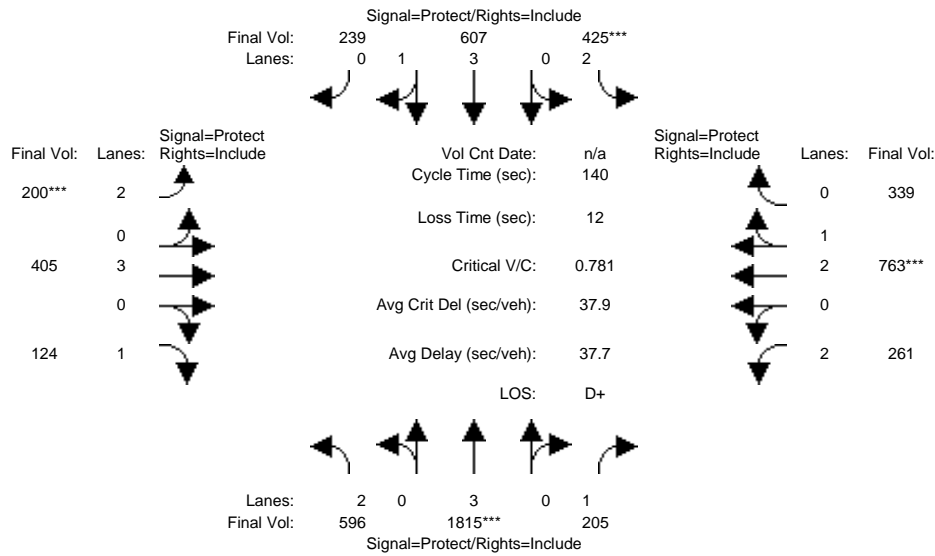 Signal=Protect/Rights=Include
Final Vol: 239 607 425***
Lanes: 0 1 3 0 2
Signal=Protect Signal=Protect
Final Vol: Lanes: Rights=Include Vol Cnt Date: n/a Rights=Include Lanes: Final Vol:
Cycle Time (sec): 140
200*** 2 0 339
Loss Time (sec): 12
0 1
405 3 Critical V/C: 0.781 2 763***
0 Avg Crit Del (sec/veh): 37.9 0
124 1 Avg Delay (sec/veh): 37.7 2 261
LOS: D+
Lanes: 2 0 3 0 1
Final Vol: 596 1815*** 205
Signal=Protect/Rights=Include